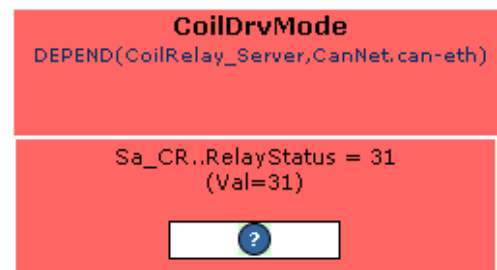 CoilDrvMode
DEPEND(CoilRelay_Server,CanNet.can-eth)
Sa_CR..RelayStatus = 31
(Val=31)
?